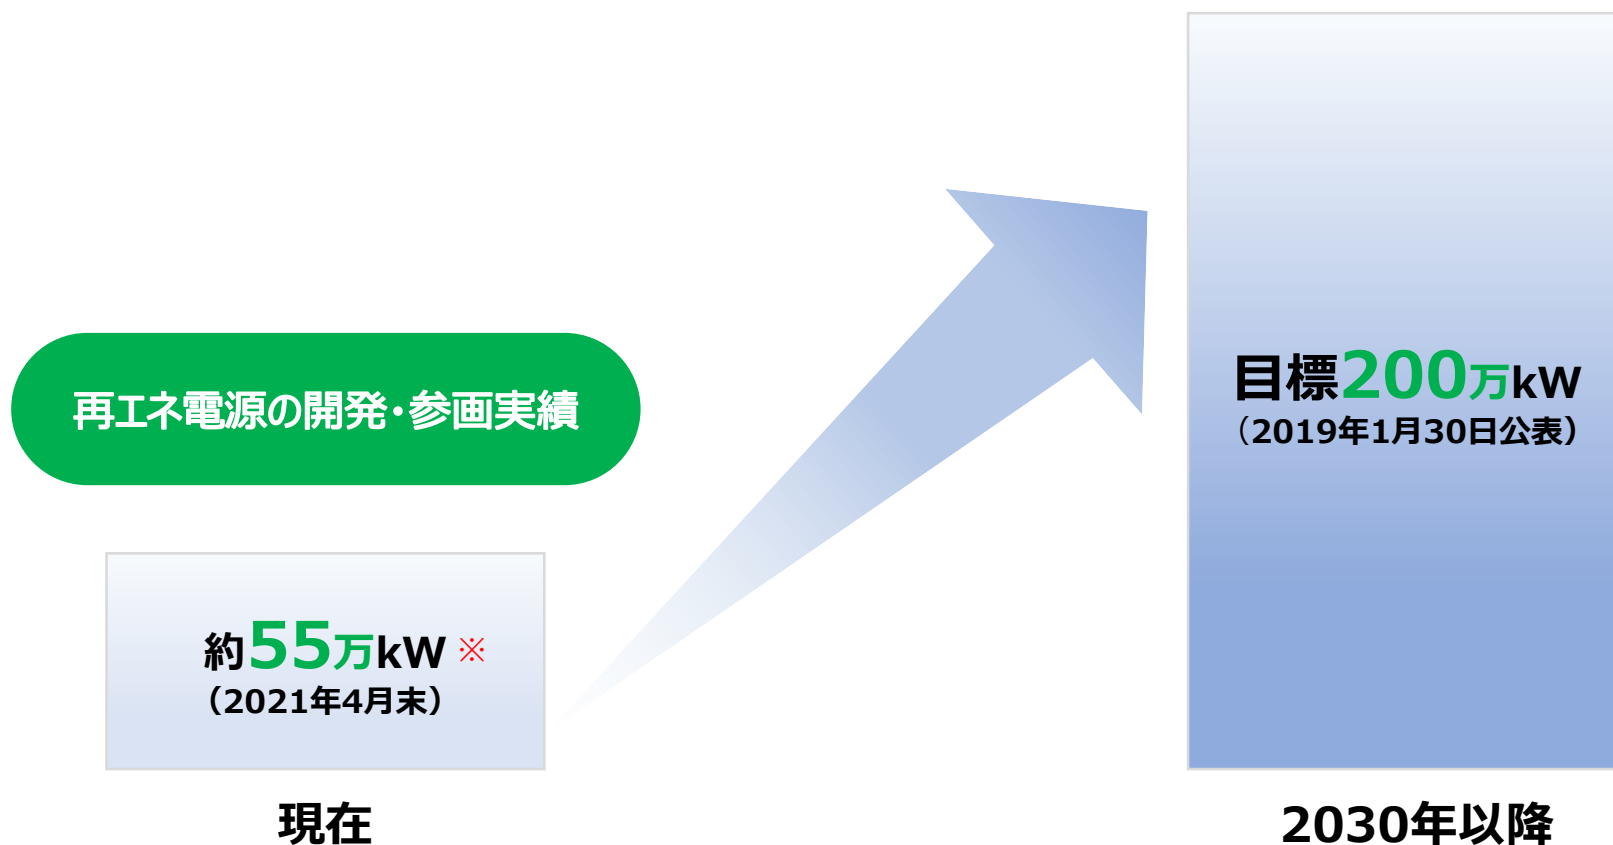 再エネ電源の開発・参画実績
約55万kW※
（2021年4月末）
現在
目標200万kW
（2019年1月30日公表）
2030年以降